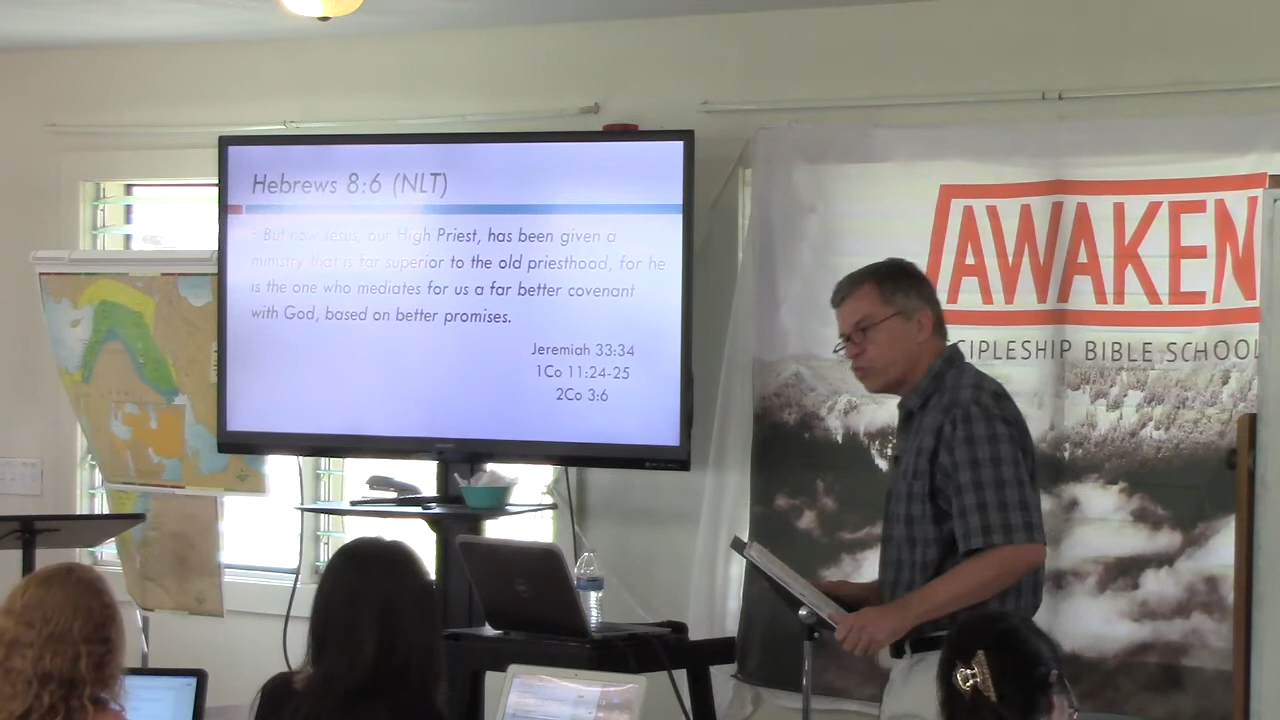 Hebrews 8:6 (NLT)
But now Jesus, our High Priest, has been given a
ministry that is far superior to the old priesthood, for he
is the one who mediates for us a far better covenant
with God, based on better promises.
Jeremiah 33:34
1Co 11:24-25
2Co 3:6
AWAKEN
CIPLESHIP BIBLE SCHOOL